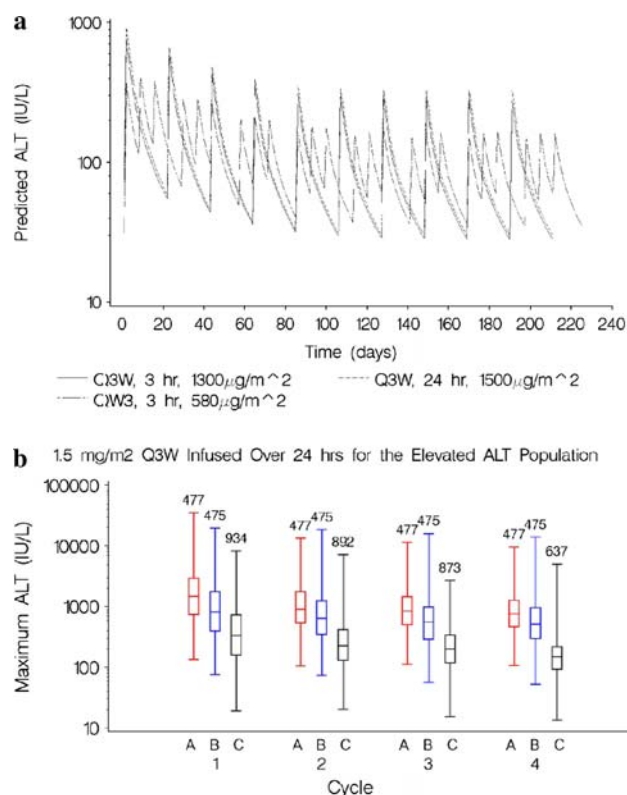 a
1000
100
10
Predicted ALT (IU/L)
0 20 40 60 80 100 120 140 160 180 200 220 240
Time (days)
Q3W, 3 hr, 1300μg/m^2 Q3W, 24 hr, 1500μg/m^2
QW3, 3 hr, 580μg/m^2
b 1.5 mg/m2 Q3W Infused Over 24 hrs for the Elevated ALT Population
100000
10000
1000
100
10
Maximum ALT (IU/L)
477 475 934 477 475 892 477 475 873 477 475 637
A B C A B C A B C A B C
1 2 3 4
Cycle